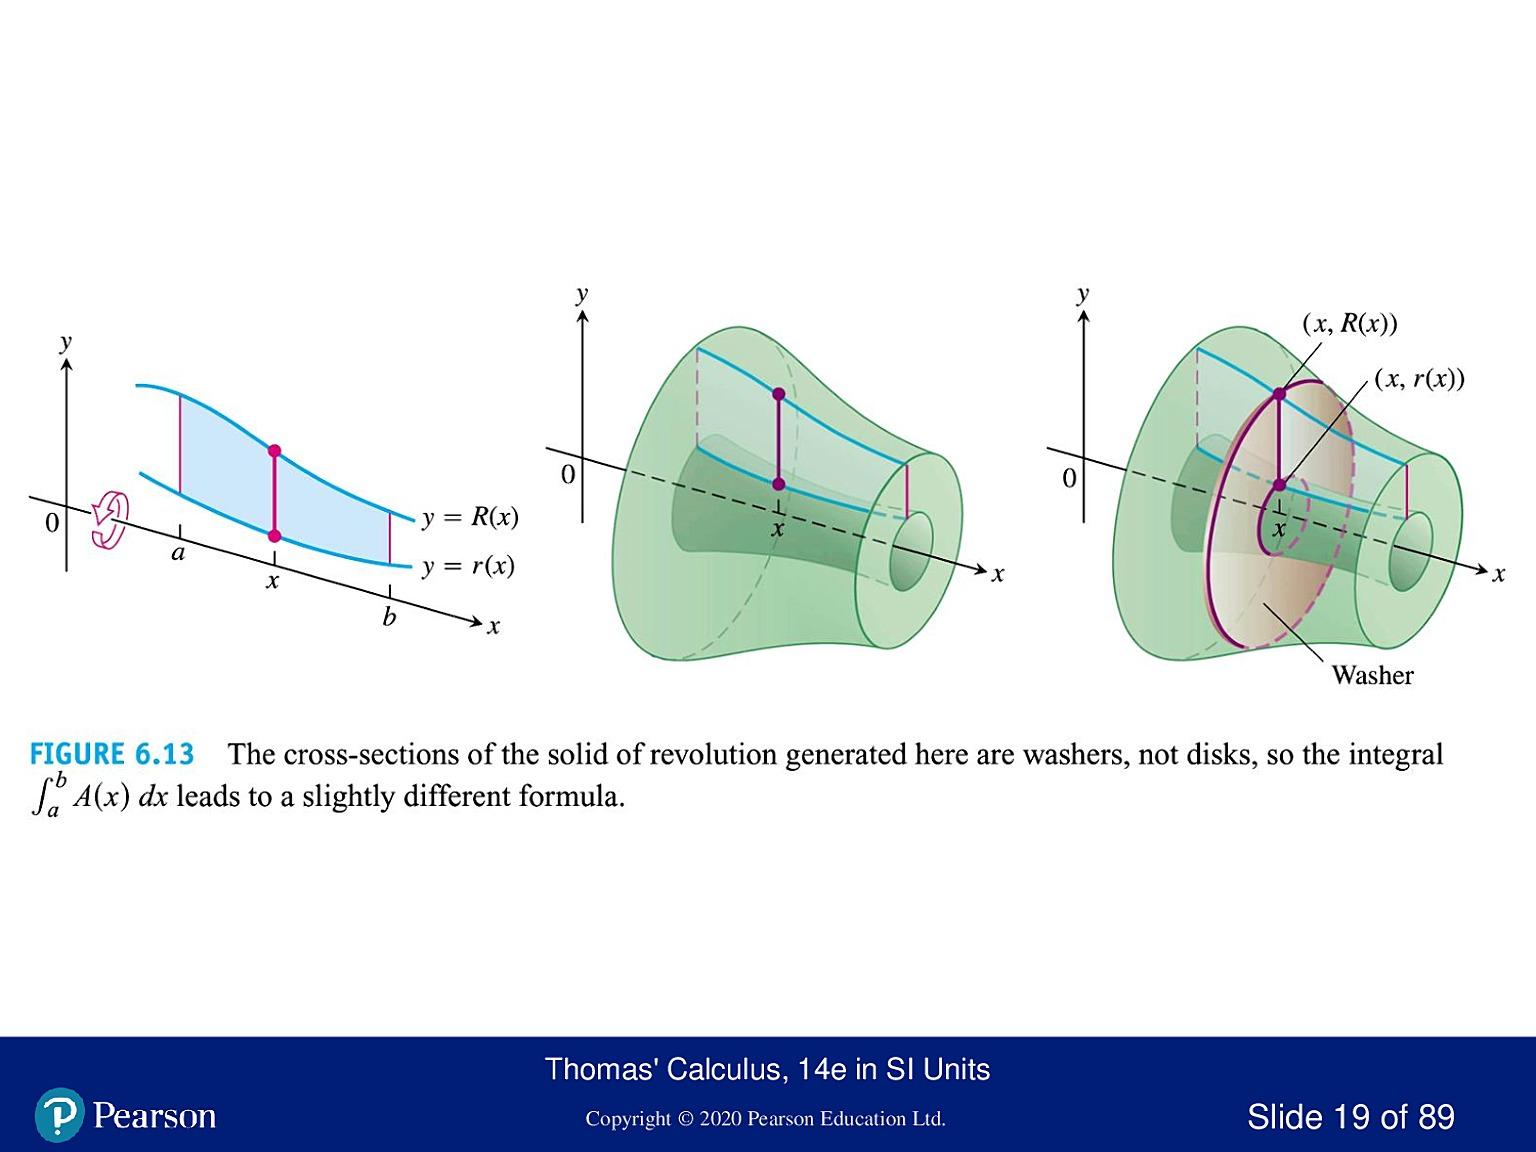 y
0
a
x
b
x
y = R(x)
y = r(x)
y
0
x
x
y
0
x
x
(x, R(x))
(x, r(x))
Washer
FIGURE 6.13 The cross-sections of the solid of revolution generated here are washers, not disks, so the integral
∫ₐᵇ A(x) dx leads to a slightly different formula.
Thomas' Calculus, 14e in SI Units
Pearson
Copyright © 2020 Pearson Education Ltd.
Slide 19 of 89